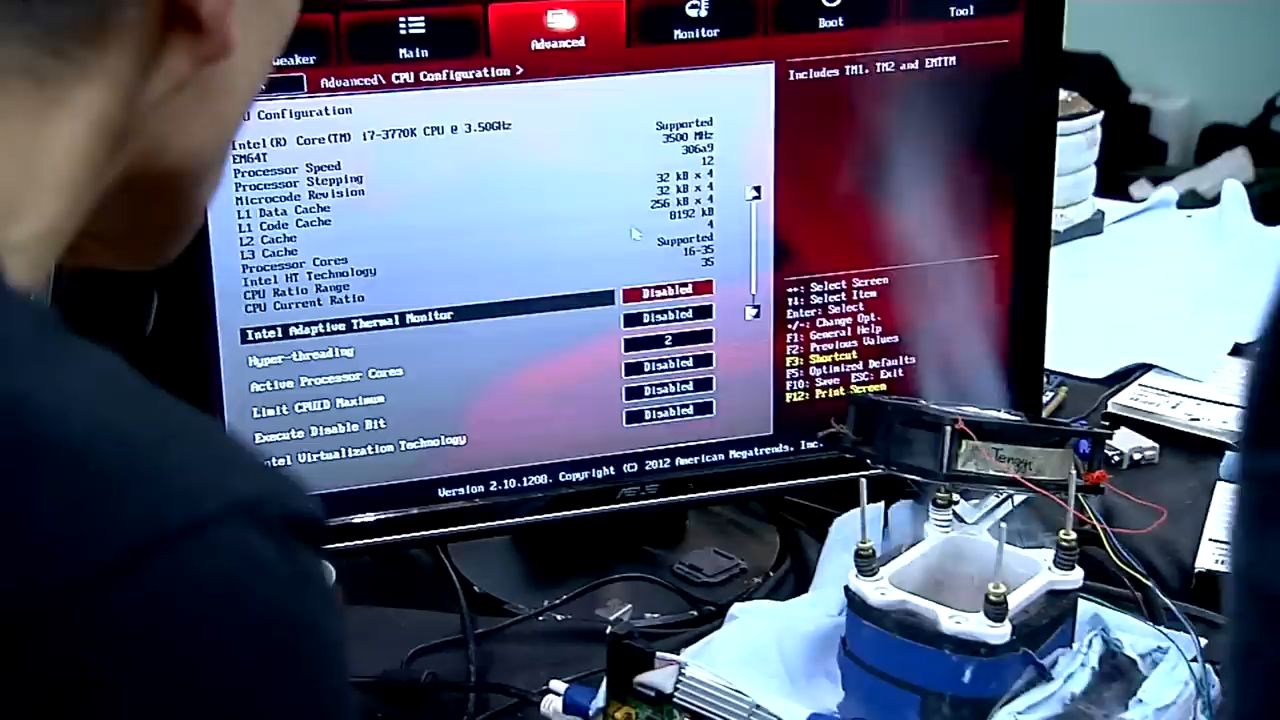 weaker
Main
Advanced
Monitor
Boot
Tool
Advanced\ CPU Configuration >
U Configuration
Includes TM1, TM2 and EMTTM
Intel(R) Core(TM) i7-3770K CPU @ 3.50GHz
EM64T Supported
Processor Speed 3500 MHz
Processor Stepping 306a9
Microcode Revision 12
L1 Data Cache 32 kB x 4
L1 Code Cache 32 kB x 4
L2 Cache 256 kB x 4
L3 Cache 8192 kB
Processor Cores 4
Intel HT Technology Supported
CPU Ratio Range 16-35
CPU Current Ratio 35
Intel Adaptive Thermal Monitor Disabled
Hyper-threading Disabled
Active Processor Cores 2
Limit CPUID Maximum Disabled
Execute Disable Bit Disabled
ntel Virtualization Technology Disabled
→←: Select Screen
↑↓: Select Item
Enter: Select
+/-: Change Opt.
F1: General Help
F2: Previous Values
F3: Shortcut
F5: Optimized Defaults
F10: Save ESC: Exit
F12: Print Screen
Version 2.10.1208. Copyright (C) 2012 American Megatrends, Inc.
ASUS